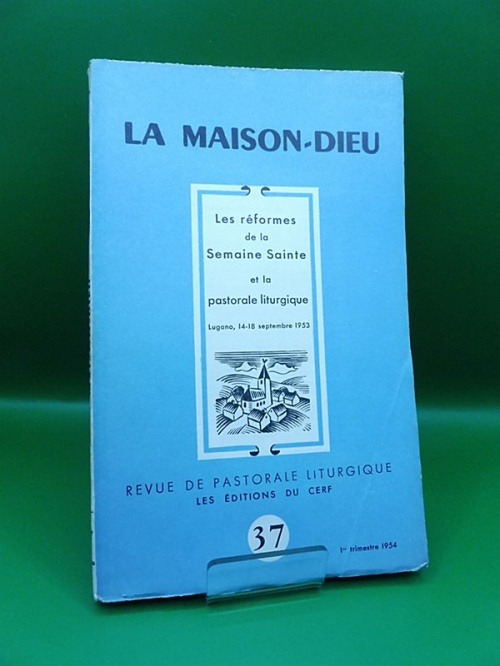 LA MAISON-DIEU
Les réformes
de la
Semaine Sainte
et la
pastorale liturgique
Lugano, 14-18 septembre 1953
REVUE DE PASTORALE LITURGIQUE
LES ÉDITIONS DU CERF
37
1er trimestre 1954